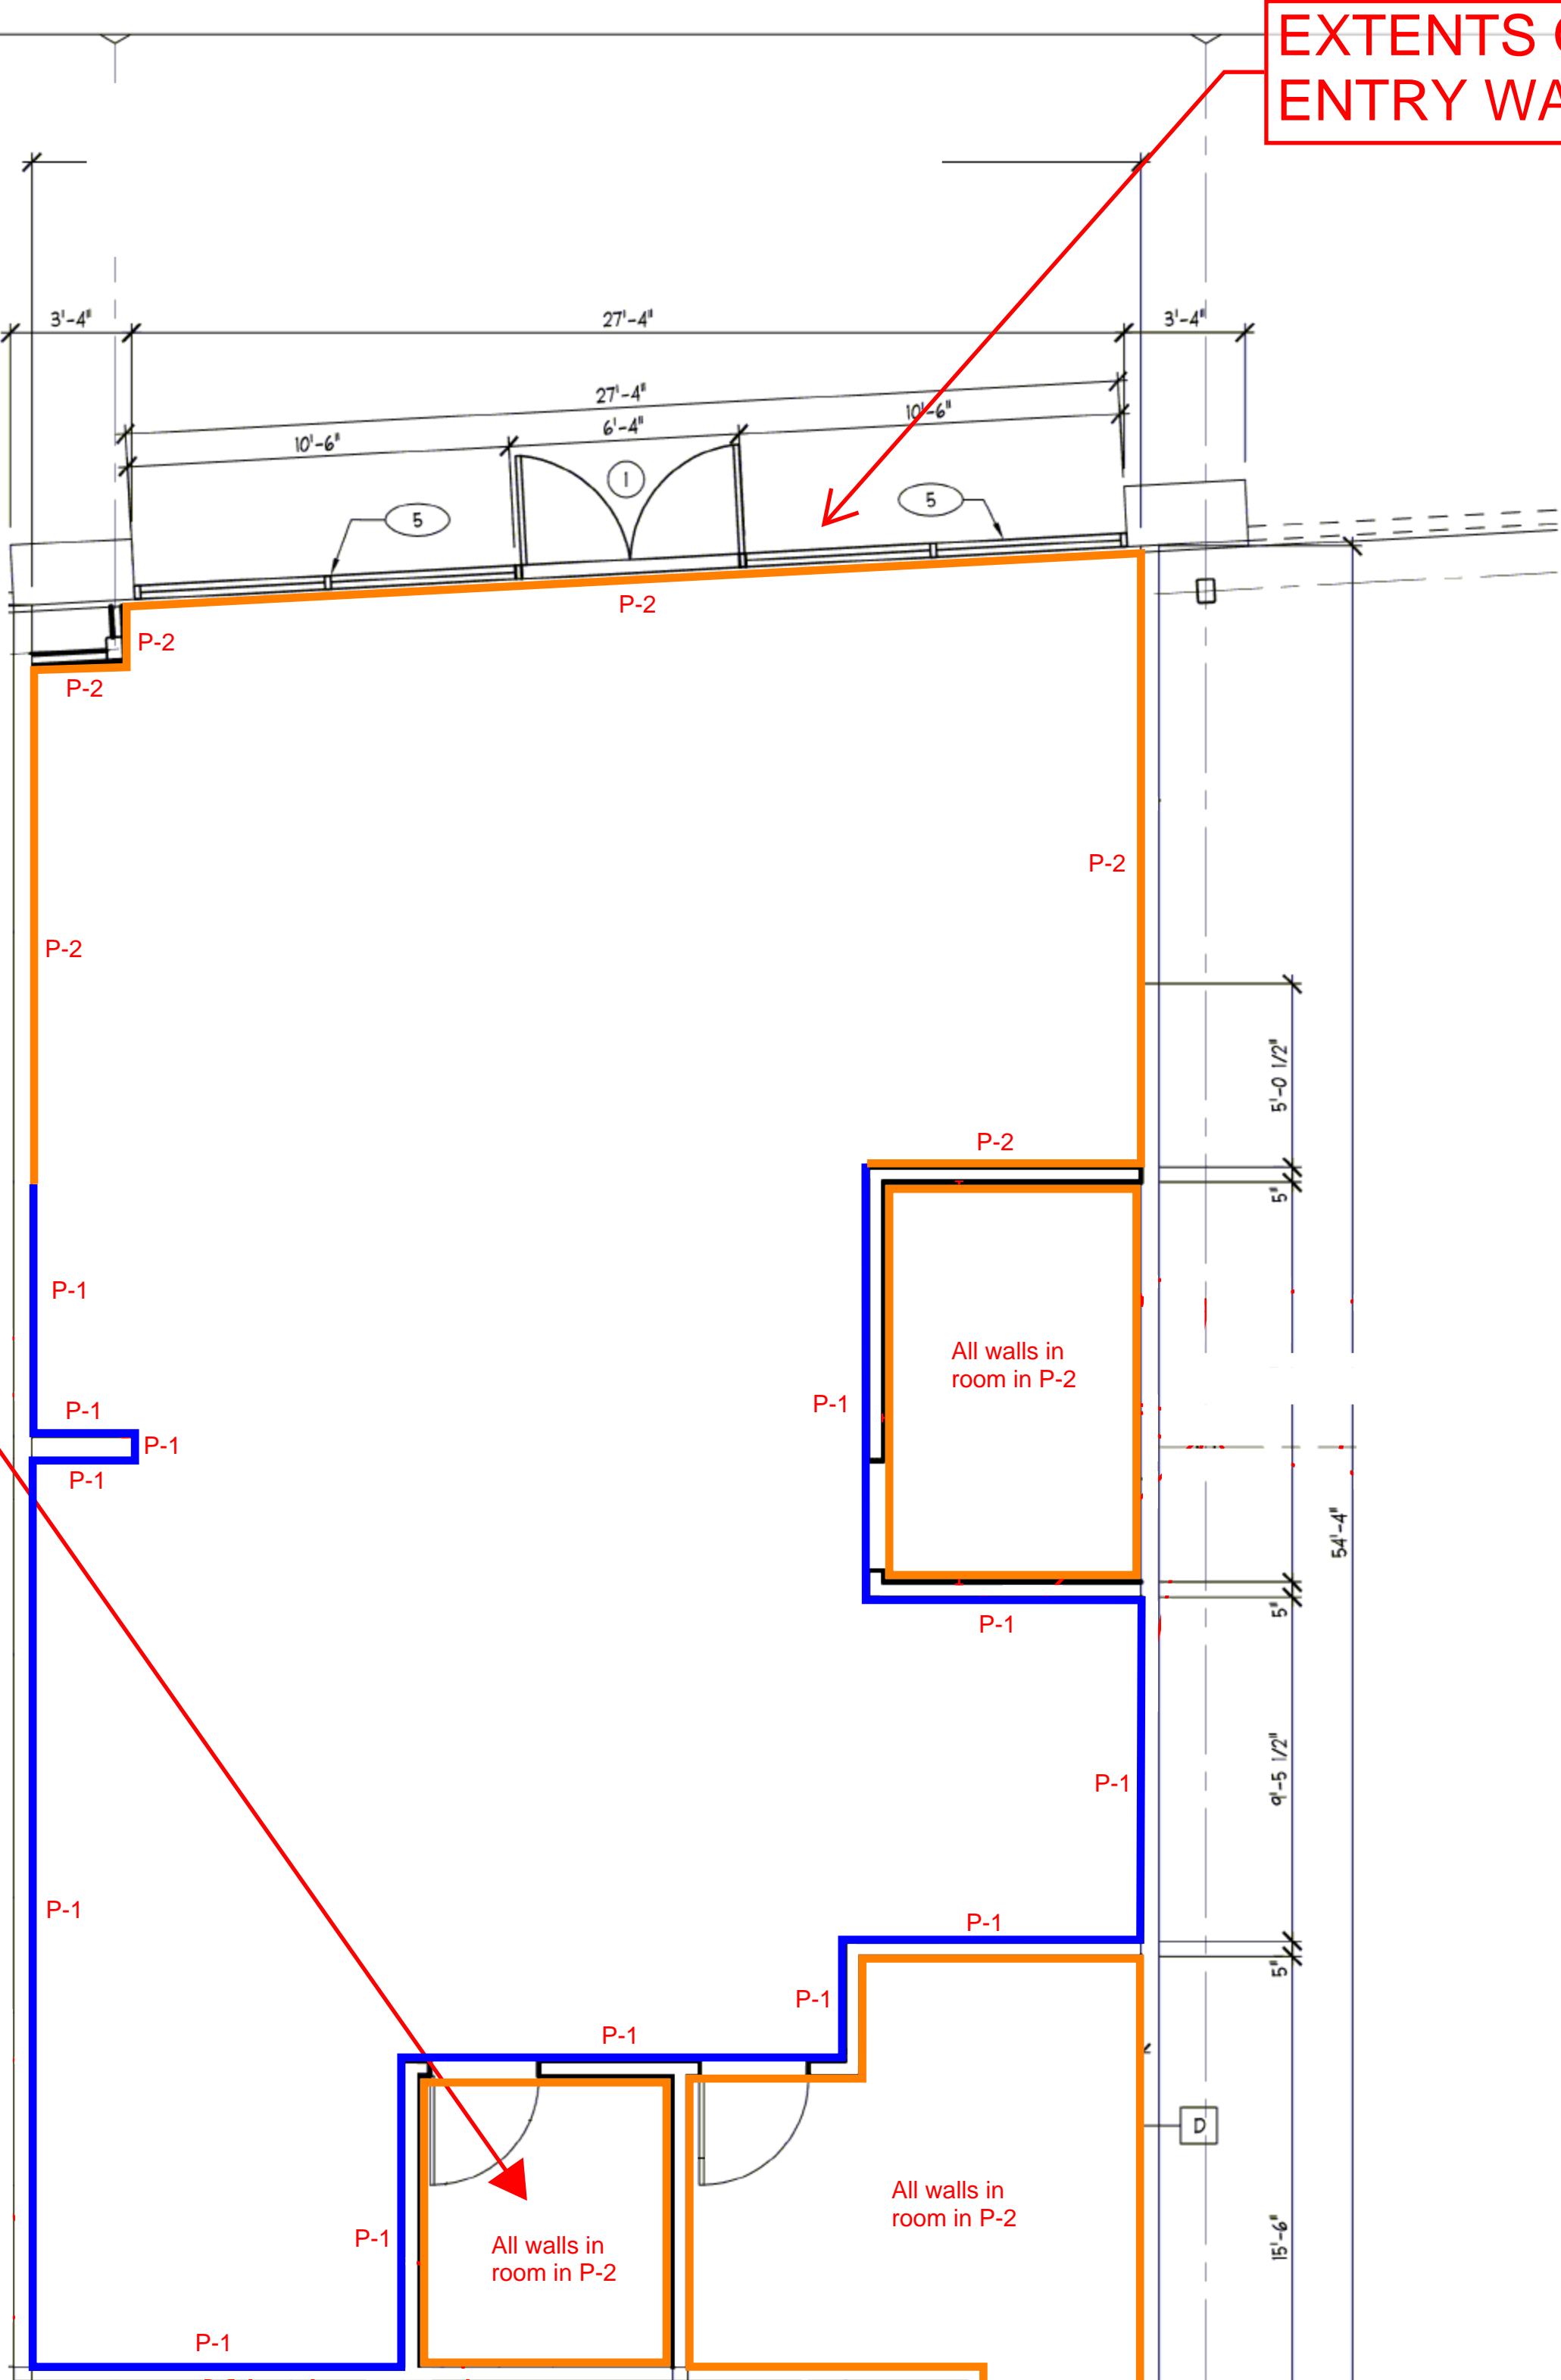 EXTENTS
ENTRY
3'-4"
27'-4"
3'-4"
27'-4"
10'-6"
6'-4"
10'-6"
1
5
5
P-2
P-2
P-2
P-2
P-2
5'-0 1/2"
P-2
5"
P-1
All walls in
room in P-2
P-1
P-1
P-1
P-1
54'-4"
5"
P-1
9'-5 1/2"
P-1
P-1
P-1
5"
P-1
P-1
D
All walls in
room in P-2
15'-6"
P-1
All walls in
room in P-2
P-1